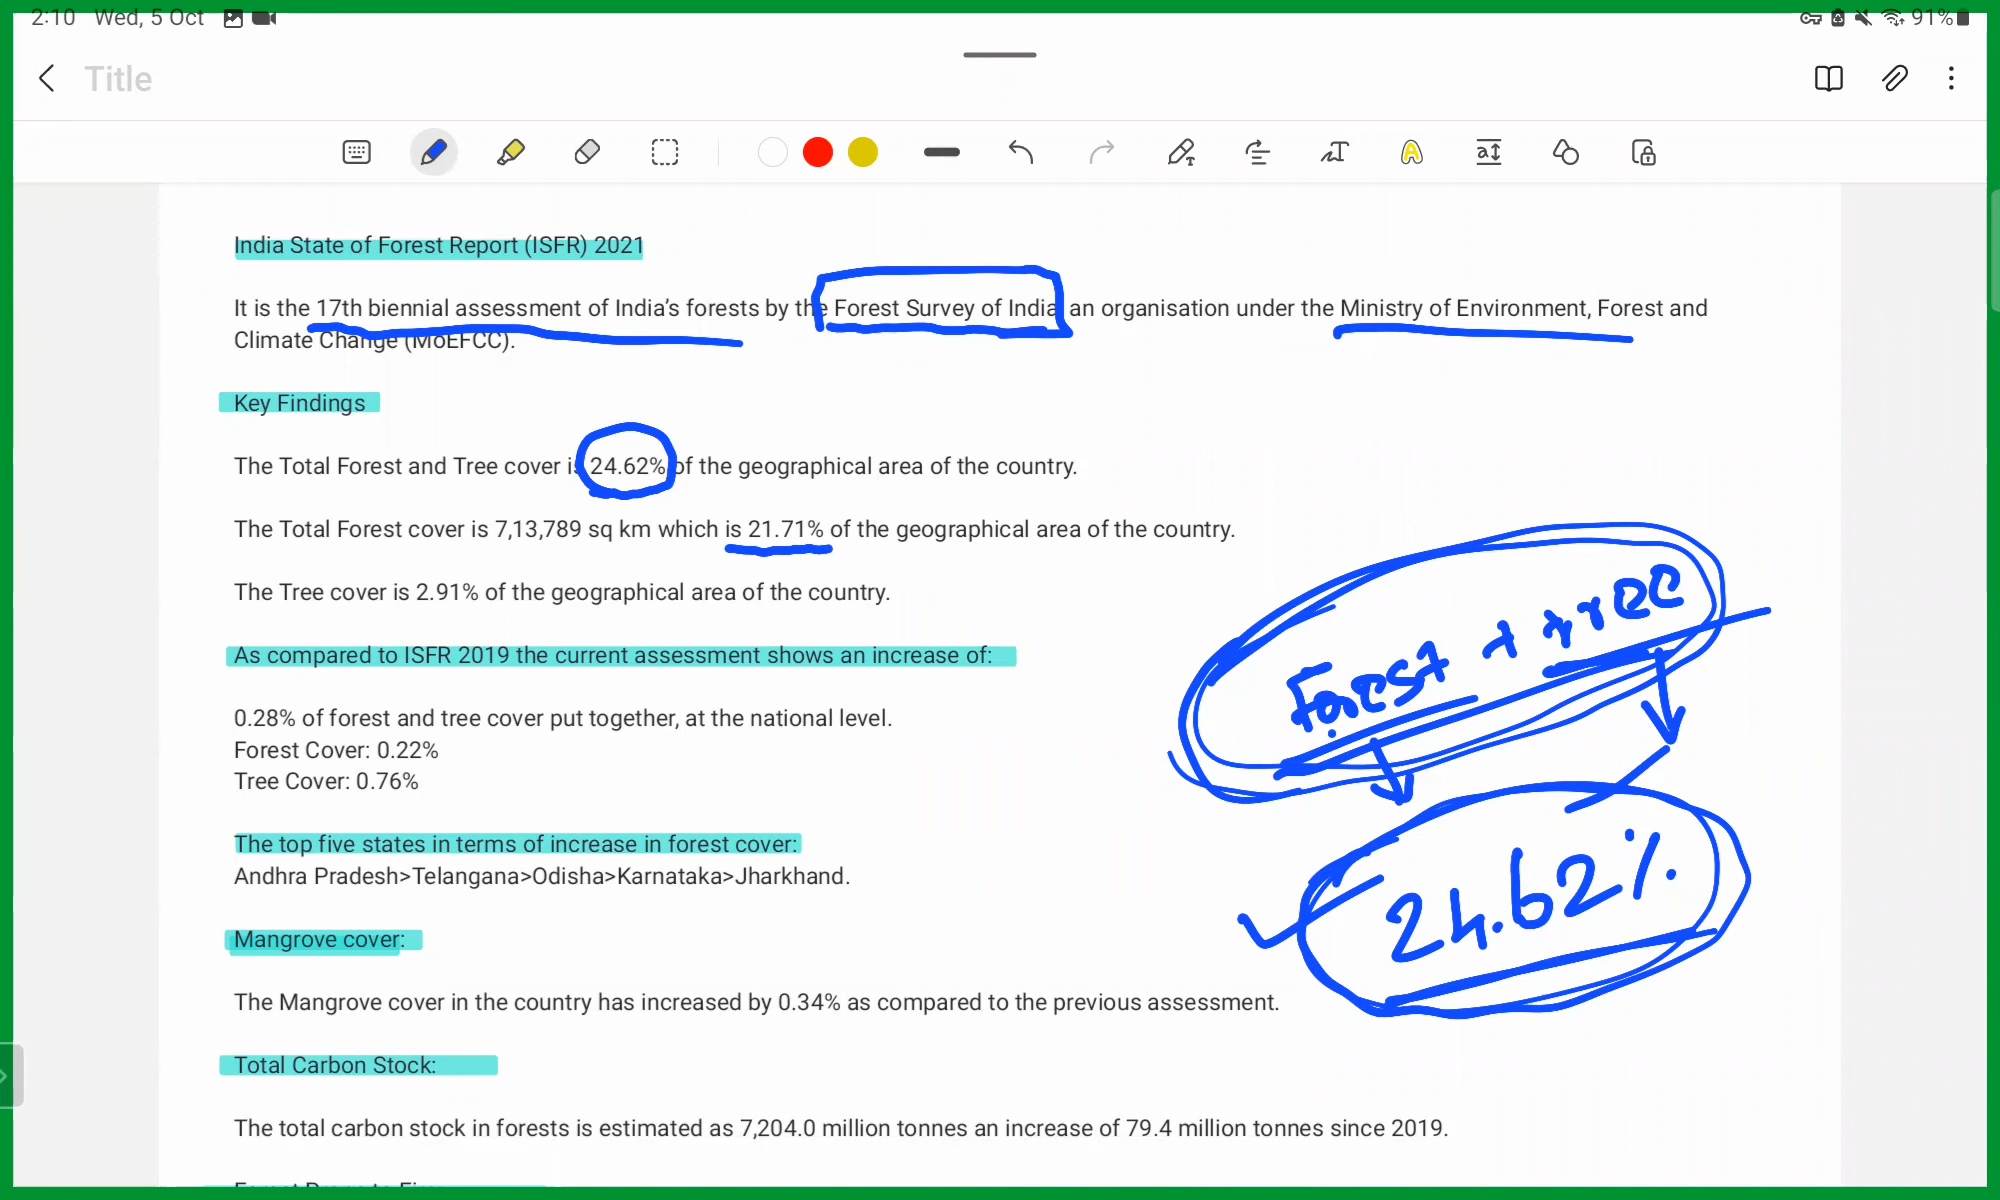 2:10 Wed, 5 Oct 91%
Title
India State of Forest Report (ISFR) 2021
It is the 17th biennial assessment of India's forests by the Forest Survey of India an organisation under the Ministry of Environment, Forest and
Climate Change (MoEFCC).
Key Findings
The Total Forest and Tree cover is 24.62% of the geographical area of the country.
The Total Forest cover is 7,13,789 sq km which is 21.71% of the geographical area of the country.
The Tree cover is 2.91% of the geographical area of the country.
Forest + tree
As compared to ISFR 2019 the current assessment shows an increase of:
0.28% of forest and tree cover put together, at the national level.
Forest Cover: 0.22%
Tree Cover: 0.76%
The top five states in terms of increase in forest cover:
Andhra Pradesh>Telangana>Odisha>Karnataka>Jharkhand.
24.62%
Mangrove cover:
The Mangrove cover in the country has increased by 0.34% as compared to the previous assessment.
Total Carbon Stock:
The total carbon stock in forests is estimated as 7,204.0 million tonnes an increase of 79.4 million tonnes since 2019.